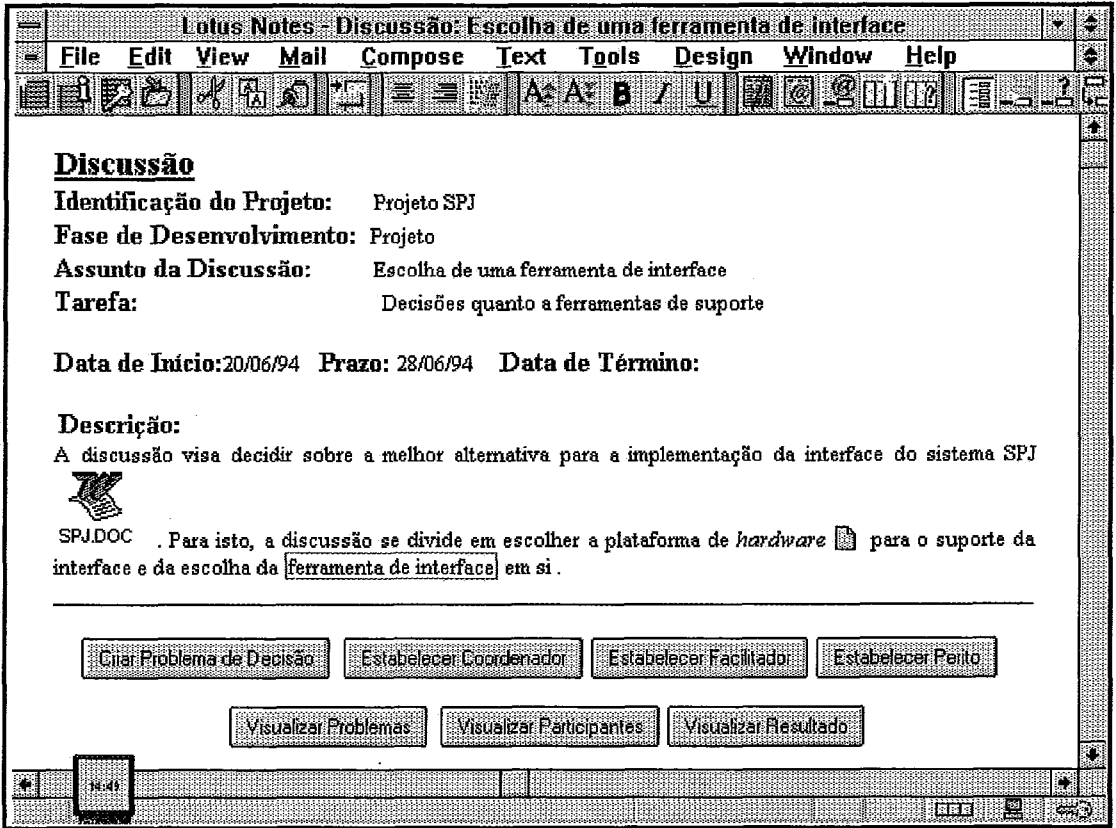 Lotus Notes - Discussão: Escolha de uma ferramenta de interface
File Edit View Mail Compose Text Tools Design Window Help
Discussão
Identificação do Projeto: Projeto SPJ
Fase de Desenvolvimento: Projeto
Assunto da Discussão: Escolha de uma ferramenta de interface
Tarefa: Decisões quanto a ferramentas de suporte
Data de Início:20/06/94 Prazo: 28/06/94 Data de Término:
Descrição:
A discussão visa decidir sobre a melhor alternativa para a implementação da interface do sistema SPJ
SPJ.DOC . Para isto, a discussão se divide em escolher a plataforma de hardware para o suporte da
interface e da escolha da ferramenta de interface em si .
Criar Problema de Decisão Estabelecer Coordenador Estabelecer Facilitador Estabelecer Perito
Visualizar Problemas Visualizar Participantes Visualizar Resultado
14:49